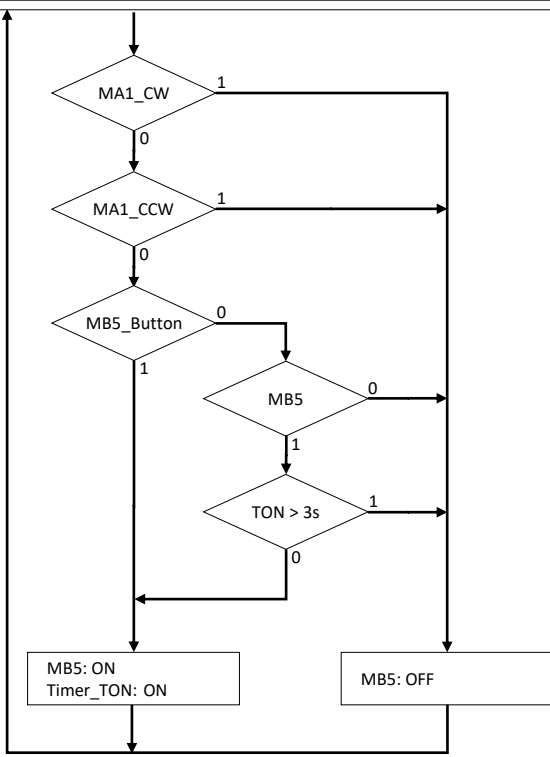 MA1_CW
1
0
MA1_CCW
1
0
MB5_Button
0
1
MB5
0
1
TON > 3s
1
0
MB5: ON
Timer_TON: ON
MB5: OFF